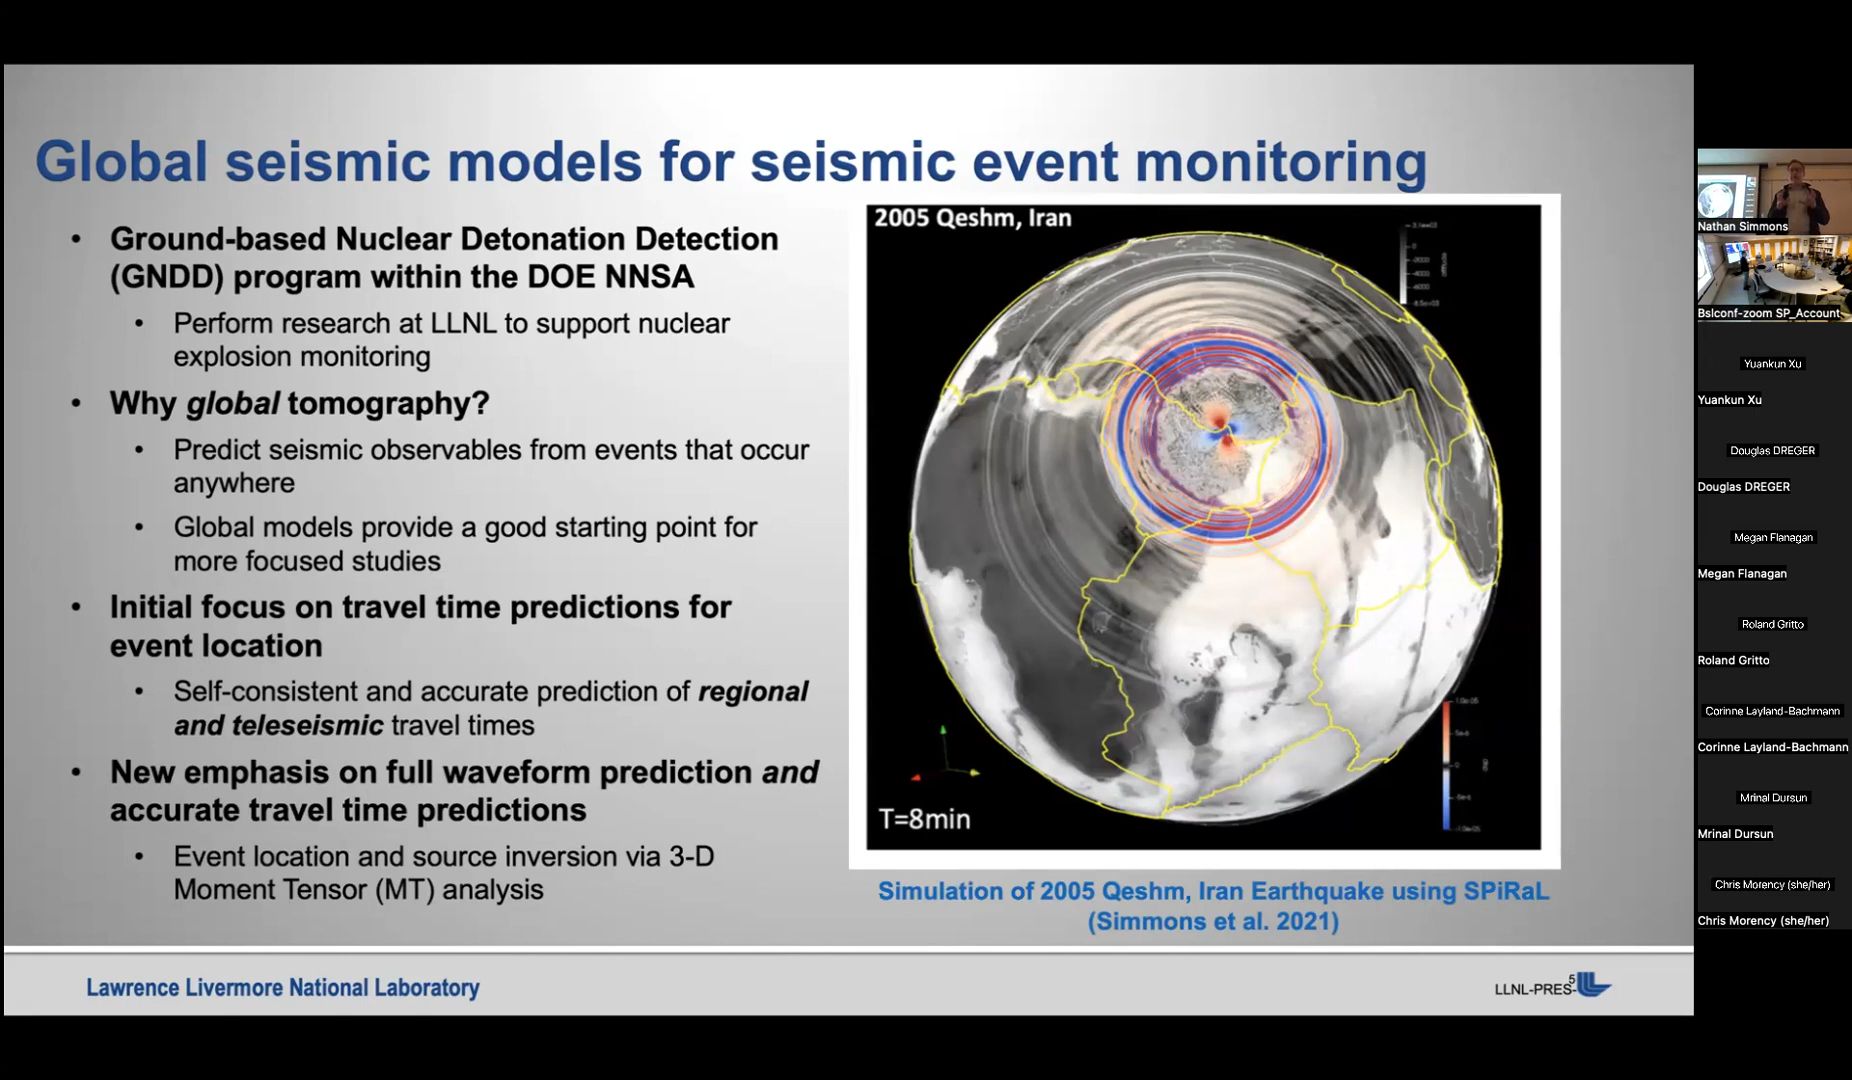 Global seismic models for seismic event monitoring
• Ground-based Nuclear Detonation Detection
(GNDD) program within the DOE NNSA
• Perform research at LLNL to support nuclear
explosion monitoring
• Why global tomography?
• Predict seismic observables from events that occur
anywhere
• Global models provide a good starting point for
more focused studies
• Initial focus on travel time predictions for
event location
• Self-consistent and accurate prediction of regional
and teleseismic travel times
• New emphasis on full waveform prediction and
accurate travel time predictions
• Event location and source inversion via 3-D
Moment Tensor (MT) analysis
2005 Qeshm, Iran
T=8min
Simulation of 2005 Qeshm, Iran Earthquake using SPiRaL
(Simmons et al. 2021)
Lawrence Livermore National Laboratory
LLNL-PRES-
5
Nathan Simmons
Bslconf-zoom SP_Account
Yuankun Xu
Yuankun Xu
Douglas DREGER
Douglas DREGER
Megan Flanagan
Megan Flanagan
Roland Gritto
Roland Gritto
Corinne Layland-Bachmann
Corinne Layland-Bachmann
Mrinal Dursun
Mrinal Dursun
Chris Morency (she/her)
Chris Morency (she/her)